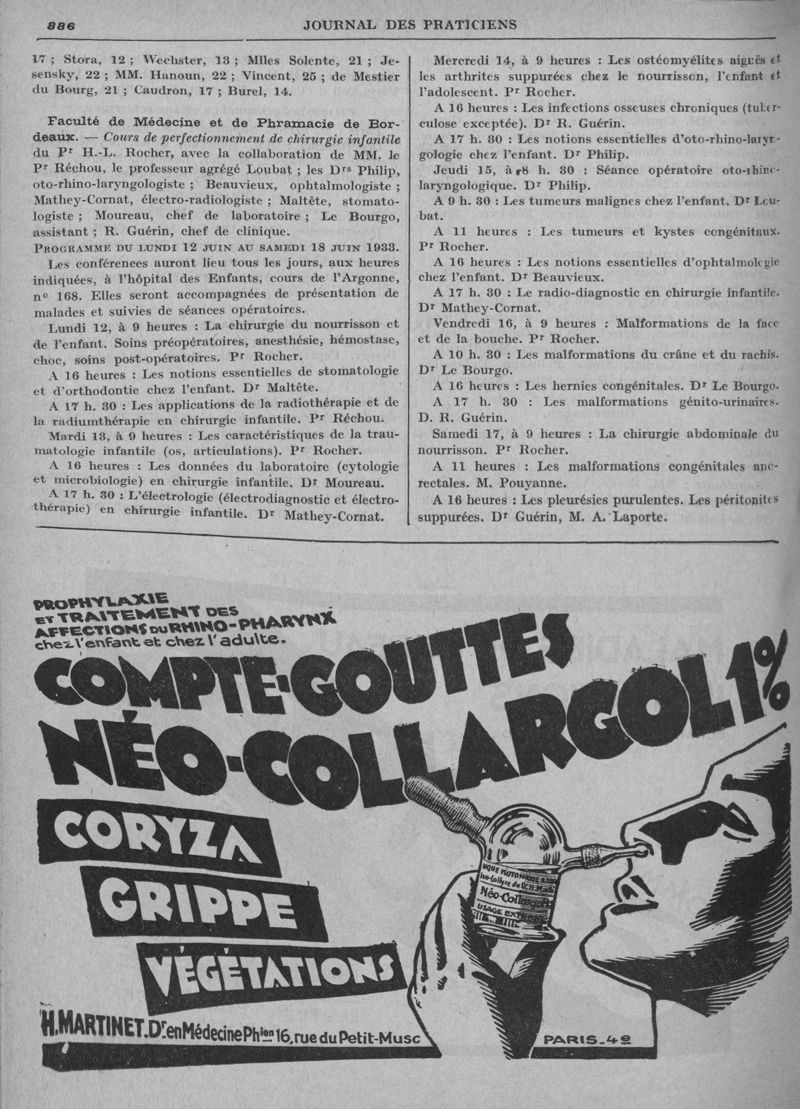 886
JOURNAL DES PRATICIENS
17 ; Stora, 12 ; Wechster, 13 ; Mlles Solente, 21 ; Je-
sensky, 22 ; MM. Hanoun, 22 ; Vincent, 25 ; de Mestier
du Bourg, 21 ; Caudron, 17 ; Burel, 14.
Faculté de Médecine et de Phramacie de Bor-
deaux. — Cours de perfectionnement de chirurgie infantile
du Pr H.-L. Rocher, avec la collaboration de MM. le
Pr Réchou, le professeur agrégé Loubat ; les Drs Philip,
oto-rhino-laryngologiste ; Beauvieux, ophtalmologiste ;
Mathey-Cornat, électro-radiologiste ; Maltête, stomato-
logiste ; Moureau, chef de laboratoire ; Le Bourgo,
assistant ; R. Guérin, chef de clinique.
PROGRAMME DU LUNDI 12 JUIN AU SAMEDI 18 JUIN 1933.
Les conférences auront lieu tous les jours, aux heures
indiquées, à l'hôpital des Enfants, cours de l'Argonne,
no 168. Elles seront accompagnées de présentation de
malades et suivies de séances opératoires.
Lundi 12, à 9 heures : La chirurgie du nourrisson et
de l'enfant. Soins préopératoires, anesthésie, hémostase,
choc, soins post-opératoires. Pr Rocher.
A 16 heures : Les notions essentielles de stomatologie
et d'orthodontie chez l'enfant. Dr Maltête.
A 17 h. 30 : Les applications de la radiothérapie et de
la radiumthérapie en chirurgie infantile. Pr Réchou.
Mardi 13, à 9 heures : Les caractéristiques de la trau-
matologie infantile (os, articulations). Pr Rocher.
A 16 heures : Les données du laboratoire (cytologie
et microbiologie) en chirurgie infantile. Dr Moureau.
A 17 h. 30 : L'électrologie (électrodiagnostic et électro-
thérapie) en chirurgie infantile. Dr Mathey-Cornat.
Mercredi 14, à 9 heures : Les ostéomyélites aiguës et
les arthrites suppurées chez le nourrisson, l'enfant et
l'adolescent. Pr Rocher.
A 16 heures : Les infections osseuses chroniques (tuber-
culose exceptée). Dr R. Guérin.
A 17 h. 30 : Les notions essentielles d'oto-rhino-laryn-
gologie chez l'enfant. Dr Philip.
Jeudi 15, à 8 h. 30 : Séance opératoire oto-rhino-
laryngologique. Dr Philip.
A 9 h. 30 : Les tumeurs malignes chez l'enfant. Dr Lou-
bat.
A 11 heures : Les tumeurs et kystes congénitaux.
Pr Rocher.
A 16 heures : Les notions essentielles d'ophtalmologie
chez l'enfant. Dr Beauvieux.
A 17 h. 30 : Le radio-diagnostic en chirurgie infantile.
Dr Mathey-Cornat.
Vendredi 16, à 9 heures : Malformations de la face
et de la bouche. Pr Rocher.
A 10 h. 30 : Les malformations du crâne et du rachis.
Dr Le Bourgo.
A 16 heures : Les hernies congénitales. Dr Le Bourgo.
A 17 h. 30 : Les malformations génito-urinaires.
D. R. Guérin.
Samedi 17, à 9 heures : La chirurgie abdominale du
nourrisson. Pr Rocher.
A 11 heures : Les malformations congénitales ano-
rectales. M. Pouyanne.
A 16 heures : Les pleurésies purulentes. Les péritonites
suppurées. Dr Guérin, M. A. Laporte.
PROPHYLAXIE
ET TRAITEMENT DES
AFFECTIONS DU RHINO-PHARYNX
chez l'enfant et chez l'adulte.
COMPTE-GOUTTES
NÉO-COLLARGOL 1%
CORYZA
GRIPPE
VÉGÉTATIONS
Néo-Collargol
USAGE EXTERNE
H. MARTINET. Dr. en Médecine Phien 16, rue du Petit-Musc
PARIS-4e